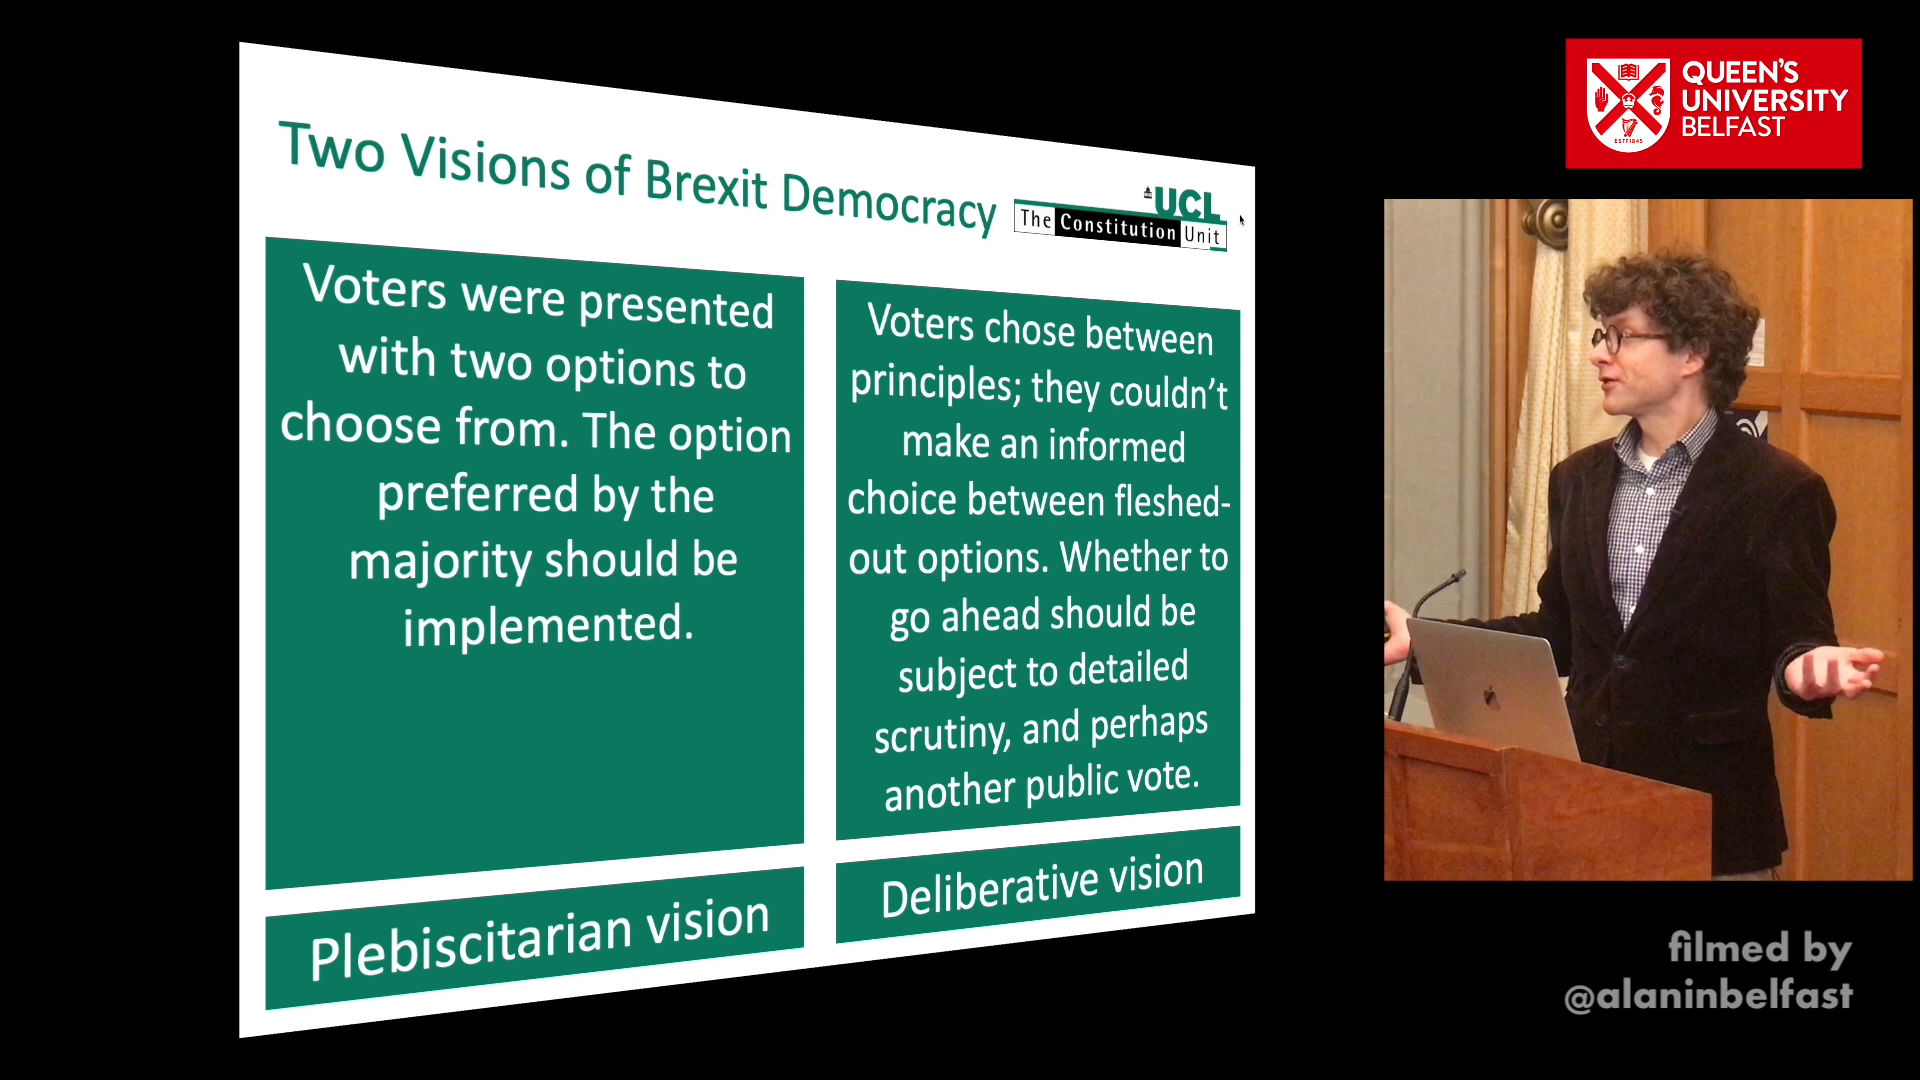 Two Visions of Brexit Democracy
UCL
The Constitution Unit
Voters were presented
with two options to
choose from. The option
preferred by the
majority should be
implemented.
Plebiscitarian vision
Voters chose between
principles; they couldn't
make an informed
choice between fleshed-
out options. Whether to
go ahead should be
subject to detailed
scrutiny, and perhaps
another public vote.
Deliberative vision
QUEEN'S
UNIVERSITY
BELFAST
ESTD1845
filmed by
@alaninbelfast